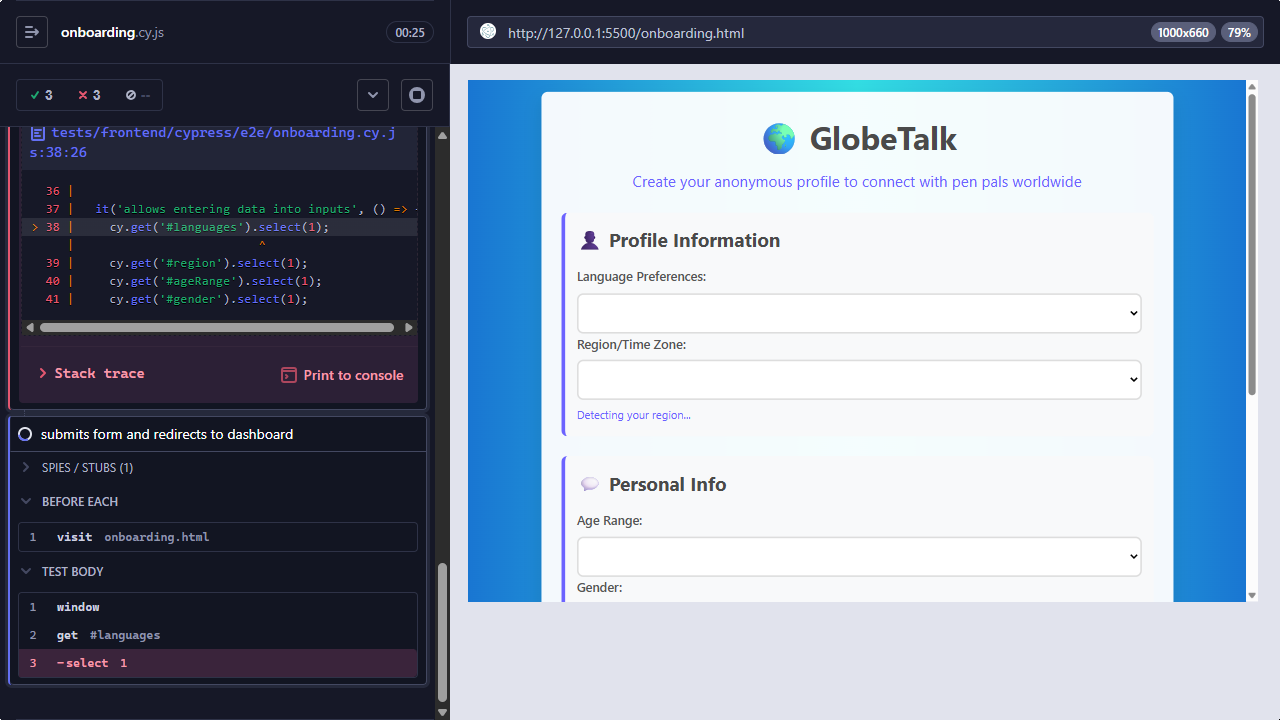 onboarding.cy.js
00:25
3
3
--
tests/frontend/cypress/e2e/onboarding.cy.j
s:38:26
36 |
37 | it('allows entering data into inputs', () =>
> 38 | cy.get('#languages').select(1);
| ^
39 | cy.get('#region').select(1);
40 | cy.get('#ageRange').select(1);
41 | cy.get('#gender').select(1);
> Stack trace
Print to console
submits form and redirects to dashboard
SPIES / STUBS (1)
BEFORE EACH
1 visit onboarding.html
TEST BODY
1 window
2 get #languages
3 -select 1
http://127.0.0.1:5500/onboarding.html
1000x660
79%
GlobeTalk
Create your anonymous profile to connect with pen pals worldwide
Profile Information
Language Preferences:
Region/Time Zone:
Detecting your region...
Personal Info
Age Range:
Gender: